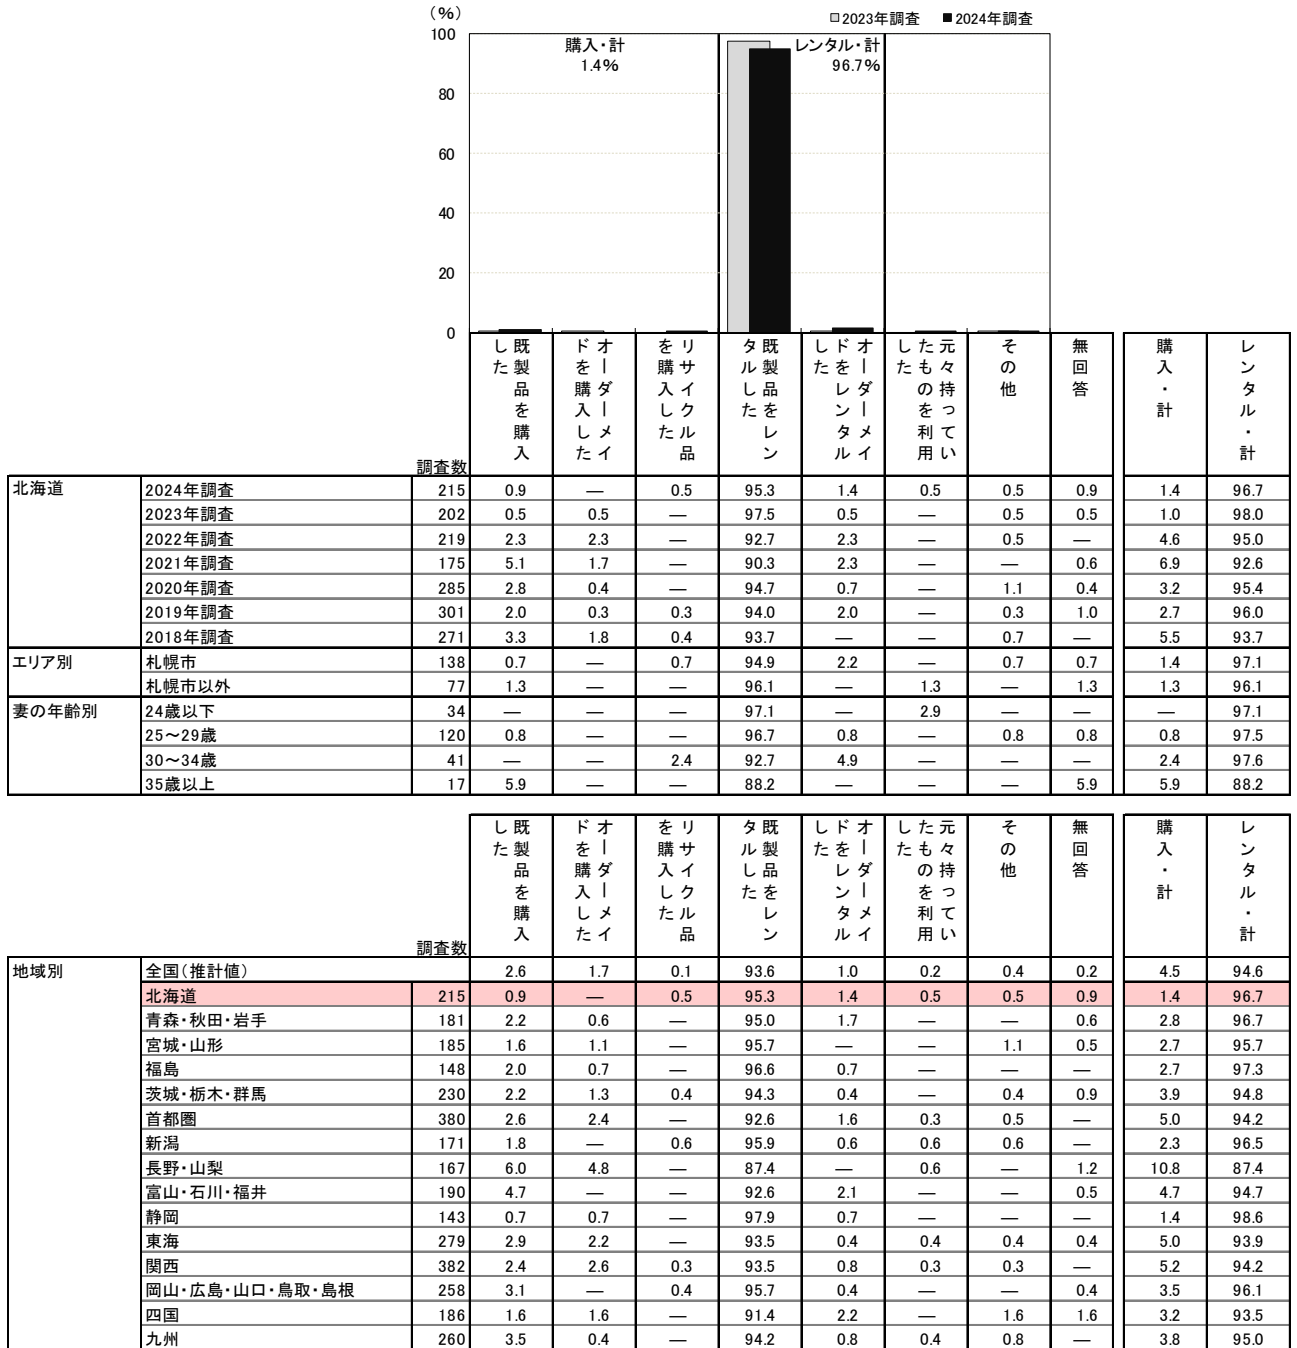 （％）
□2023年調査 ■2024年調査
100
80
60
40
20
0
購入・計
1.4%
レンタル・計
96.7%
調査数 既製品を購入した オーダーメイドを購入した リサイクル品を購入した 既製品をレンタルした オーダーメイドをレンタルした 元々持っていたものを利用した その他 無回答 購入・計 レンタル・計
北海道 2024年調査 215 0.9 ― 0.5 95.3 1.4 0.5 0.5 0.9 1.4 96.7
2023年調査 202 0.5 0.5 ― 97.5 0.5 ― 0.5 0.5 1.0 98.0
2022年調査 219 2.3 2.3 ― 92.7 2.3 ― 0.5 ― 4.6 95.0
2021年調査 175 5.1 1.7 ― 90.3 2.3 ― ― 0.6 6.9 92.6
2020年調査 285 2.8 0.4 ― 94.7 0.7 ― 1.1 0.4 3.2 95.4
2019年調査 301 2.0 0.3 0.3 94.0 2.0 ― 0.3 1.0 2.7 96.0
2018年調査 271 3.3 1.8 0.4 93.7 ― ― 0.7 ― 5.5 93.7
エリア別 札幌市 138 0.7 ― 0.7 94.9 2.2 ― 0.7 0.7 1.4 97.1
札幌市以外 77 1.3 ― ― 96.1 ― 1.3 ― 1.3 1.3 96.1
妻の年齢別 24歳以下 34 ― ― ― 97.1 ― 2.9 ― ― ― 97.1
25～29歳 120 0.8 ― ― 96.7 0.8 ― 0.8 0.8 0.8 97.5
30～34歳 41 ― ― 2.4 92.7 4.9 ― ― ― 2.4 97.6
35歳以上 17 5.9 ― ― 88.2 ― ― ― 5.9 5.9 88.2
調査数 既製品を購入した オーダーメイドを購入した リサイクル品を購入した 既製品をレンタルした オーダーメイドをレンタルした 元々持っていたものを利用した その他 無回答 購入・計 レンタル・計
地域別 全国（推計値） 2.6 1.7 0.1 93.6 1.0 0.2 0.4 0.2 4.5 94.6
北海道 215 0.9 ― 0.5 95.3 1.4 0.5 0.5 0.9 1.4 96.7
青森・秋田・岩手 181 2.2 0.6 ― 95.0 1.7 ― ― 0.6 2.8 96.7
宮城・山形 185 1.6 1.1 ― 95.7 ― ― 1.1 0.5 2.7 95.7
福島 148 2.0 0.7 ― 96.6 0.7 ― ― ― 2.7 97.3
茨城・栃木・群馬 230 2.2 1.3 0.4 94.3 0.4 ― 0.4 0.9 3.9 94.8
首都圏 380 2.6 2.4 ― 92.6 1.6 0.3 0.5 ― 5.0 94.2
新潟 171 1.8 ― 0.6 95.9 0.6 0.6 0.6 ― 2.3 96.5
長野・山梨 167 6.0 4.8 ― 87.4 ― 0.6 ― 1.2 10.8 87.4
富山・石川・福井 190 4.7 ― ― 92.6 2.1 ― ― 0.5 4.7 94.7
静岡 143 0.7 0.7 ― 97.9 0.7 ― ― ― 1.4 98.6
東海 279 2.9 2.2 ― 93.5 0.4 0.4 0.4 0.4 5.0 93.9
関西 382 2.4 2.6 0.3 93.5 0.8 0.3 0.3 ― 5.2 94.2
岡山・広島・山口・鳥取・島根 258 3.1 ― 0.4 95.7 0.4 ― ― 0.4 3.5 96.1
四国 186 1.6 1.6 ― 91.4 2.2 ― 1.6 1.6 3.2 93.5
九州 260 3.5 0.4 ― 94.2 0.8 0.4 0.8 ― 3.8 95.0